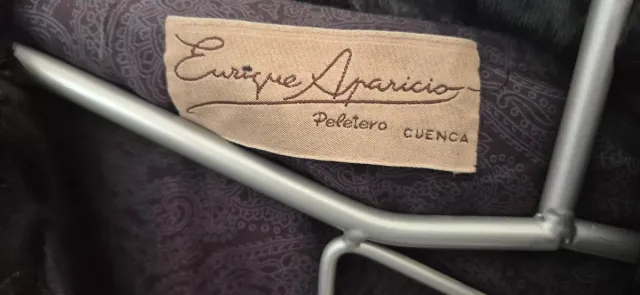 Enrique Aparicio
Peletero CUENCA